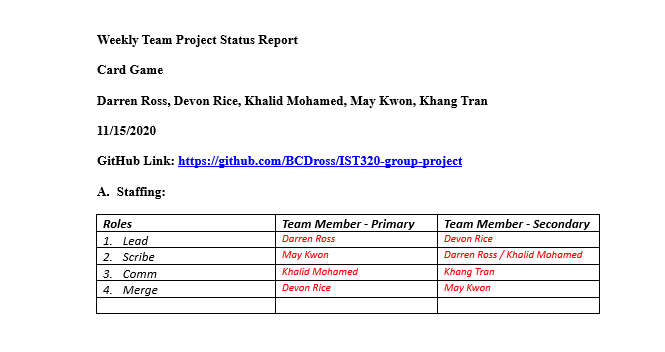 Weekly Team Project Status Report
Card Game
Darren Ross, Devon Rice, Khalid Mohamed, May Kwon, Khang Tran
11/15/2020
GitHub Link: https://github.com/BCDross/IST320-group-project
A. Staffing:
Roles Team Member - Primary Team Member - Secondary
1. Lead Darren Ross Devon Rice
2. Scribe May Kwon Darren Ross / Khalid Mohamed
3. Comm Khalid Mohamed Khang Tran
4. Merge Devon Rice May Kwon